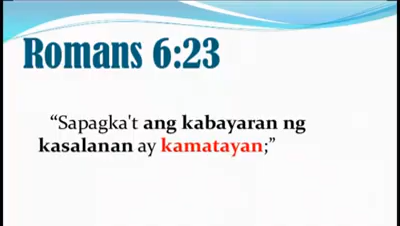 Romans 6:23
“Sapagka't ang kabayaran ng
kasalanan ay kamatayan;”